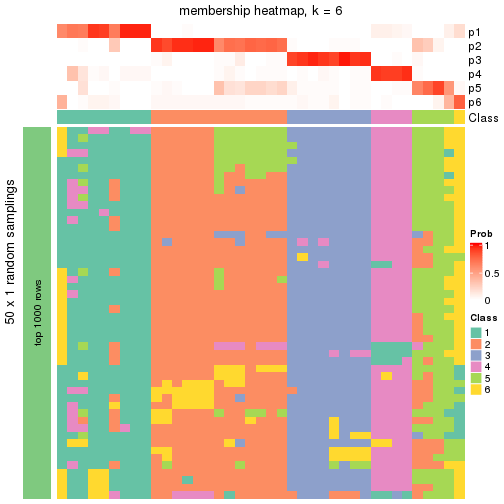 membership heatmap, k = 6
p1
p2
p3
p4
p5
p6
Class
50 x 1 random samplings
top 1000 rows
Prob
1
0.5
0
Class
1
2
3
4
5
6